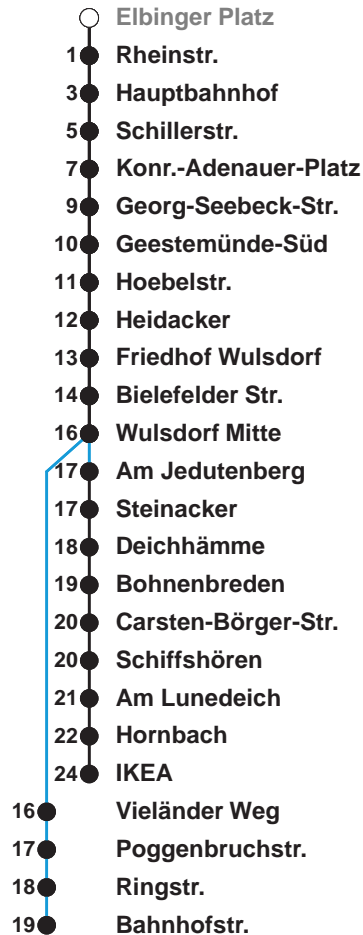 Elbinger Platz
1 Rheinstr.
3 Hauptbahnhof
5 Schillerstr.
7 Konr.-Adenauer-Platz
9 Georg-Seebeck-Str.
10 Geestemünde-Süd
11 Hoebelstr.
12 Heidacker
13 Friedhof Wulsdorf
14 Bielefelder Str.
16 Wulsdorf Mitte
17 Am Jedutenberg
17 Steinacker
18 Deichhämme
19 Bohnenbreden
20 Carsten-Börger-Str.
20 Schiffshören
21 Am Lunedeich
22 Hornbach
24 IKEA
16 Vieländer Weg
17 Poggenbruchstr.
18 Ringstr.
19 Bahnhofstr.